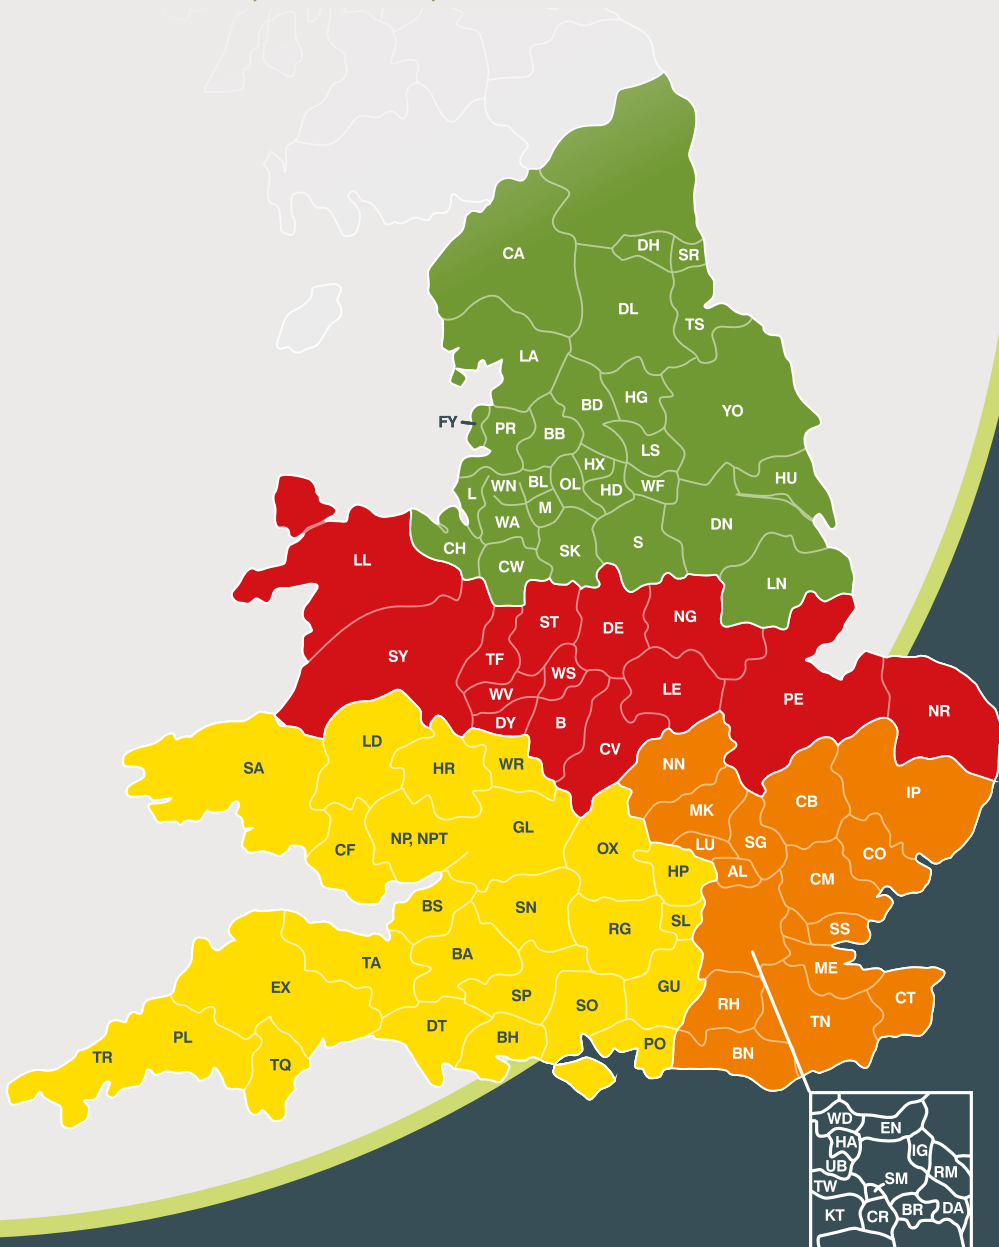 DH
CA
SR
DL
TS
LA
HG
BD
YO
FY
PR
BB
LS
HX
HU
BL
OL
WN
HD
WF
L
M
WA
DN
S
CH
SK
LL
CW
LN
NG
ST
DE
SY
TF
WS
LE
WV
PE
NR
DY
B
LD
CV
SA
HR
WR
NN
IP
CB
MK
GL
NP, NPT
SG
LU
CF
OX
CO
HP
AL
CM
BS
SN
SL
RG
SS
BA
TA
ME
EX
GU
SP
CT
SO
RH
TN
DT
PL
BH
PO
BN
TR
TQ
WD
EN
HA
IG
UB
RM
SM
TW
BR
DA
KT
CR